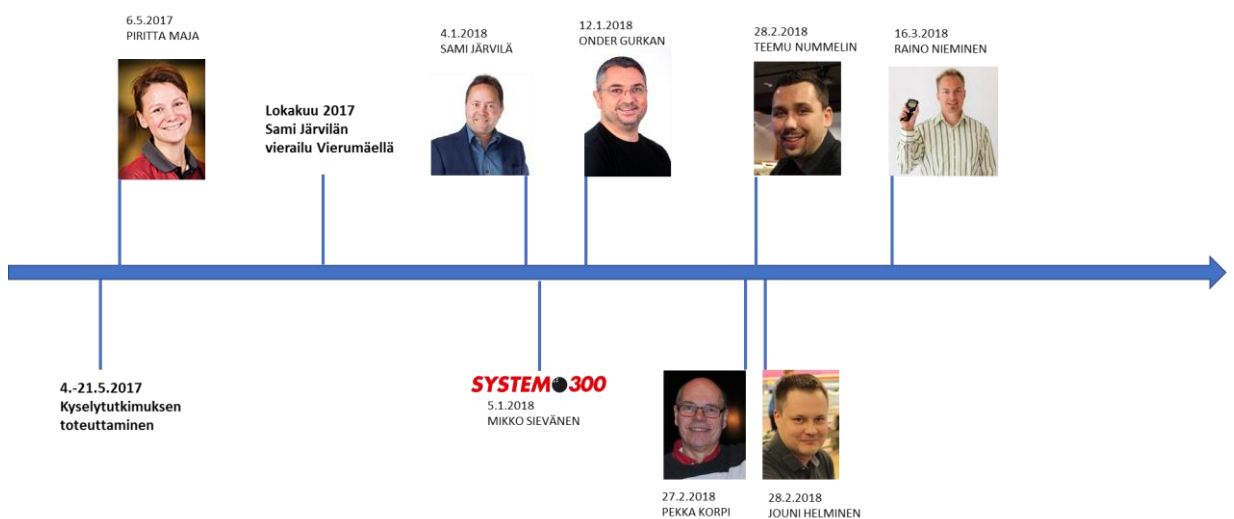 6.5.2017
PIRITTA MAJA
Lokakuu 2017
Sami Järvilän
vierailu Vierumäellä
4.1.2018
SAMI JÄRVILÄ
12.1.2018
ONDER GURKAN
28.2.2018
TEEMU NUMMELIN
16.3.2018
RAINO NIEMINEN
4.-21.5.2017
Kyselytutkimuksen
toteuttaminen
SYSTEM 300
5.1.2018
MIKKO SIEVÄNEN
27.2.2018
PEKKA KORPI
28.2.2018
JOUNI HELMINEN